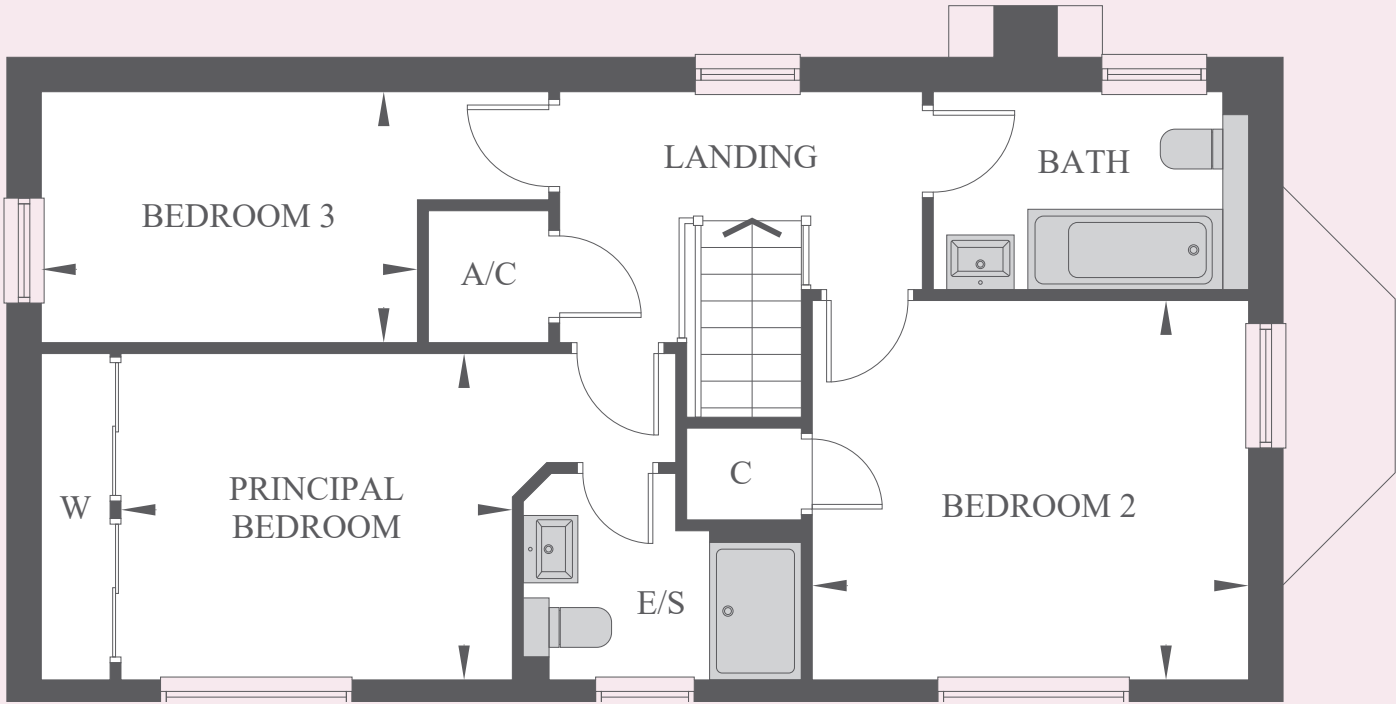 LANDING
BATH
BEDROOM 3
A/C
W
PRINCIPAL
BEDROOM
C
BEDROOM 2
E/S